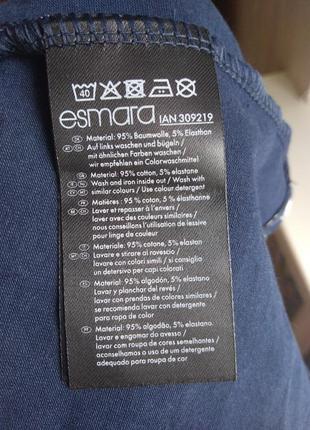 40
esmara IAN 309219
Material: 95% Baumwolle, 5% Elasthan
Auf links waschen und bügeln /
mit ähnlichen Farben waschen /
wir empfehlen ein Colorwaschmittel
Material: 95% cotton, 5% elastane
Wash and iron inside out / Wash with
similar colours / Use colour detergent
Matières : 95 % coton, 5 % élasthanne
Laver et repasser à l'envers /
laver avec des couleurs similaires /
nous conseillons l'utilisation de lessive
pour linge de couleur
Materiale: 95% cotone, 5% elastan
Lavare e stirare al rovescio /
lavare con colori simili / si consiglia
un detersivo per capi colorati
Material: 95% algodón, 5% elastano
Lavar y planchar del revés /
lavar con prendas de colores similares /
se recomienda usar un detergente
para ropa de color
Material: 95% algodão, 5% elastano
Lavar e engomar do avesso /
lavar com roupa de cores semelhantes /
aconselhamos o uso de um detergente
adequado para roupa de cor